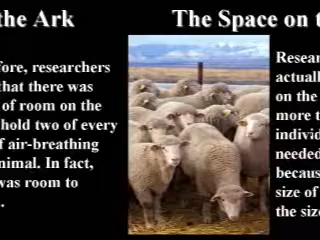 the Ark
The Space on t
fore, researchers
that there was
of room on the
hold two of every
f air-breathing
nimal. In fact,
was room to
.
Resear
actuall
on the
more t
individ
needed
becaus
size of
the siz